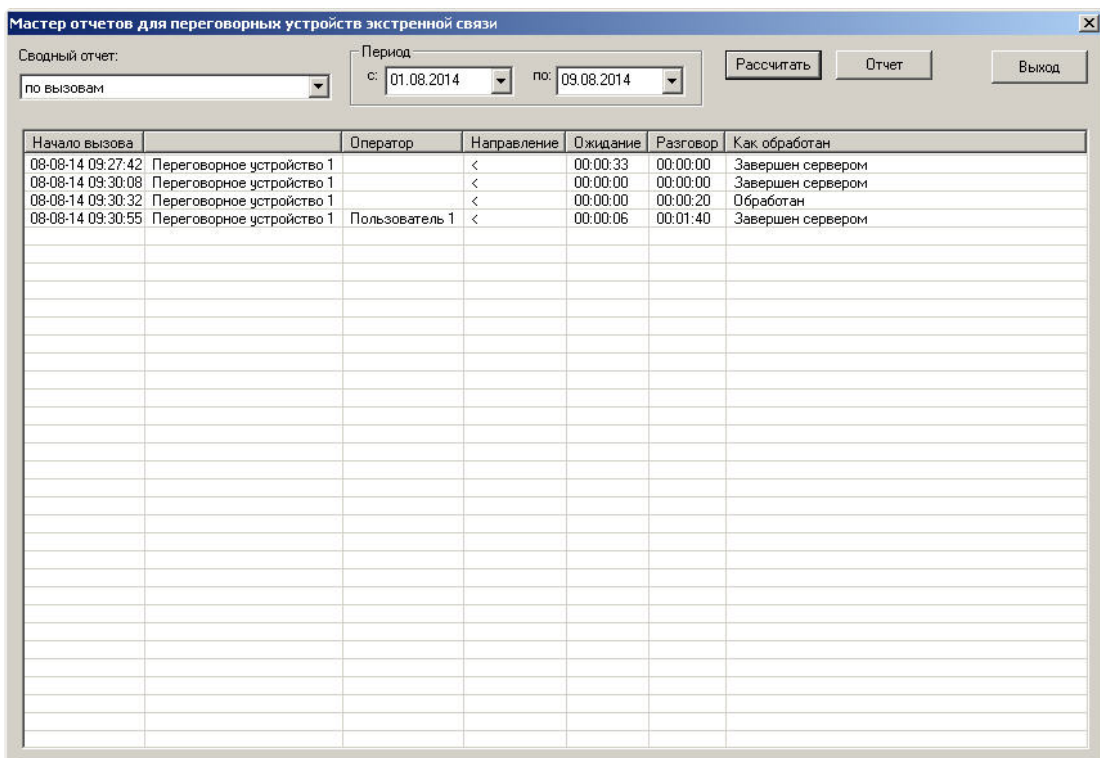 Мастер отчетов для переговорных устройств экстренной связи
Сводный отчет:
по вызовам
Период
с: 01.08.2014 по: 09.08.2014
Рассчитать Отчет Выход
Начало вызова Оператор Направление Ожидание Разговор Как обработан
08-08-14 09:27:42 Переговорное устройство 1 < 00:00:33 00:00:00 Завершен сервером
08-08-14 09:30:08 Переговорное устройство 1 < 00:00:00 00:00:00 Завершен сервером
08-08-14 09:30:32 Переговорное устройство 1 < 00:00:00 00:00:20 Обработан
08-08-14 09:30:55 Переговорное устройство 1 Пользователь 1 < 00:00:06 00:01:40 Завершен сервером